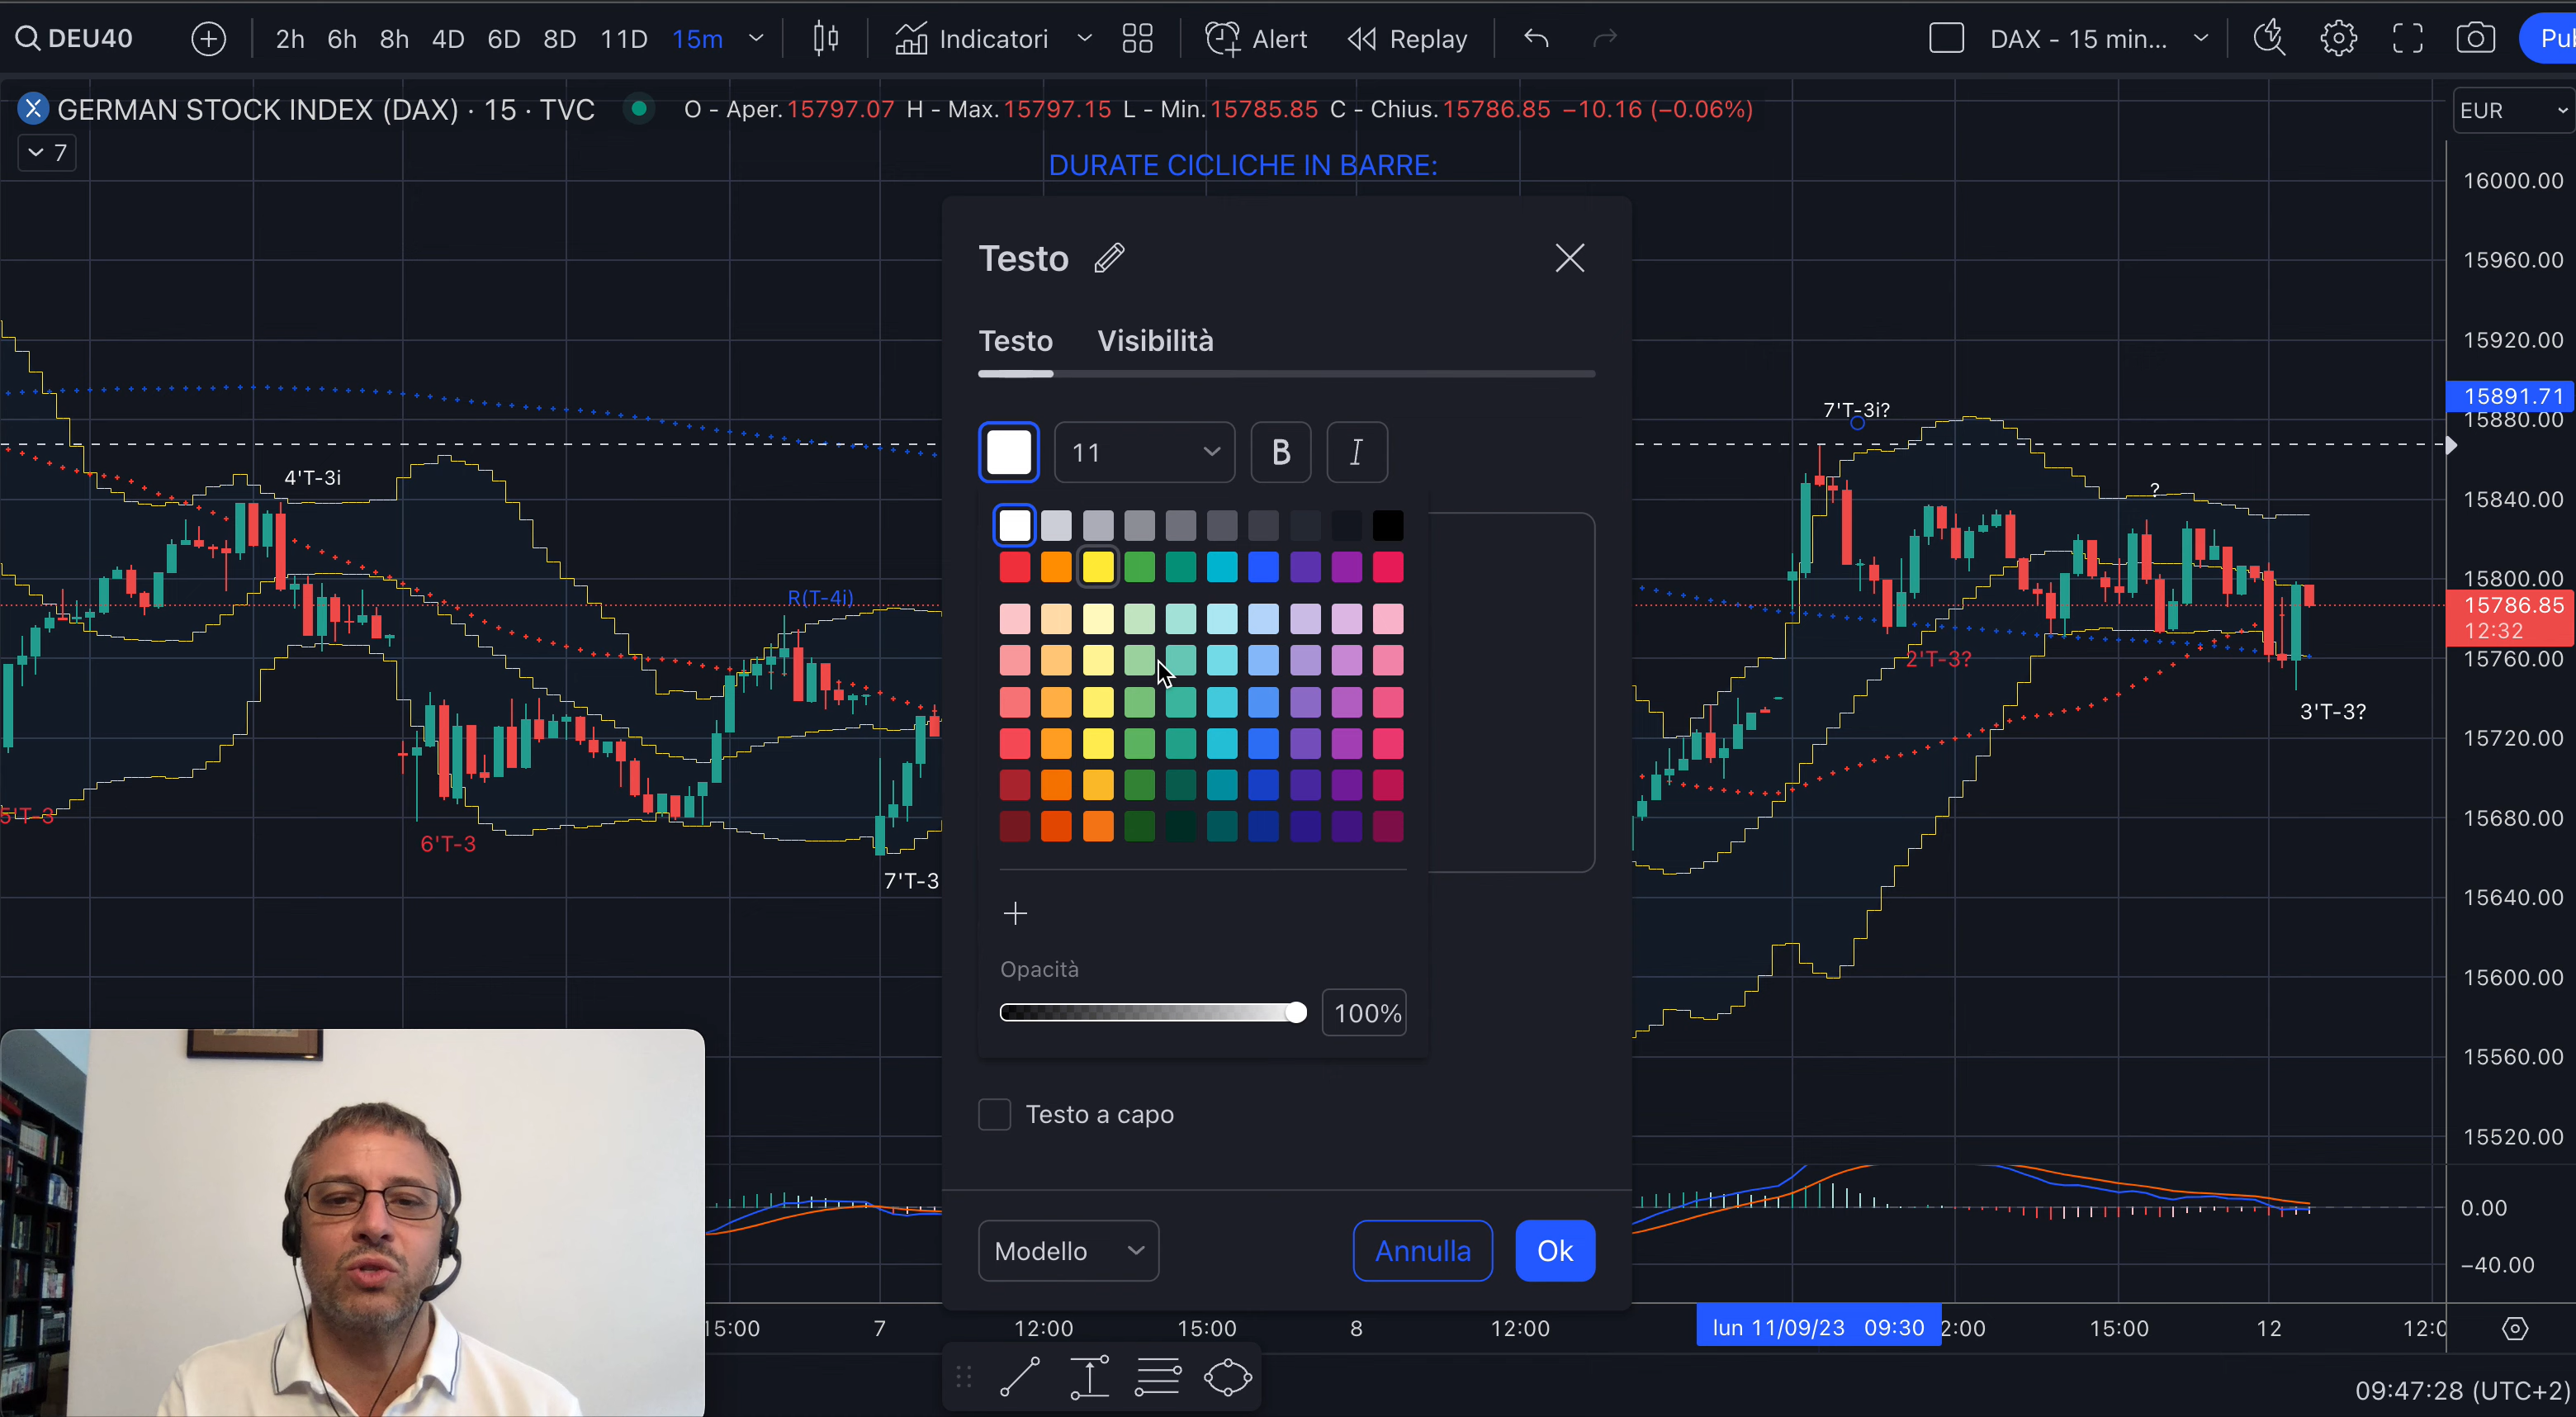 DEU40 2h 6h 8h 4D 6D 8D 11D 15m Indicatori Alert Replay DAX - 15 min...
GERMAN STOCK INDEX (DAX) · 15 · TVC O - Aper.15797.07 H - Max.15797.15 L - Min.15785.85 C - Chius.15786.85 −10.16 (−0.06%)
EUR
7
DURATE CICLICHE IN BARRE:
16000.00
Testo
15960.00
Testo Visibilità
15920.00
15891.71
7'T-3i?
15880.00
11 B I
4'T-3i
?
15840.00
15800.00
R(T-4i)
15786.85
12:32
2'T-3?
15760.00
3'T-3?
15720.00
5'T-3
15680.00
6'T-3
7'T-3
15640.00
Opacità
15600.00
100%
15560.00
Testo a capo
15520.00
0.00
Modello Annulla Ok
−40.00
15:00 7 12:00 15:00 8 12:00 lun 11/09/23 09:30 2:00 15:00 12
09:47:28 (UTC+2)